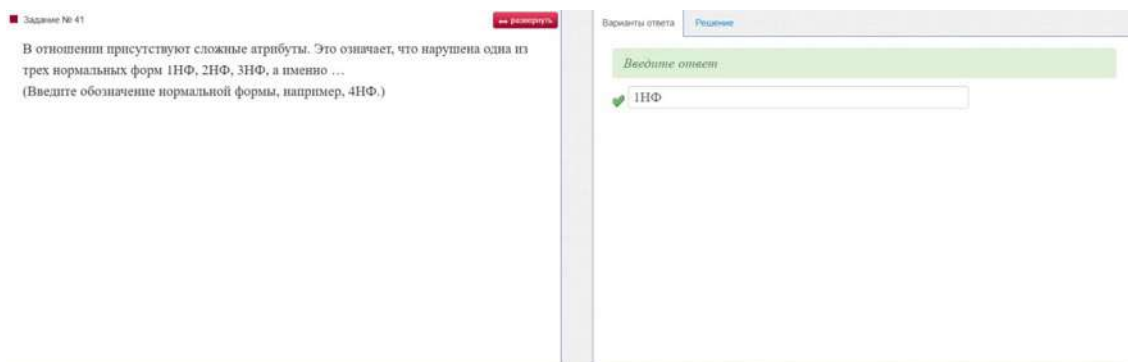 Задание № 41
развернуть
В отношении присутствуют сложные атрибуты. Это означает, что нарушена одна из
трех нормальных форм 1НФ, 2НФ, 3НФ, а именно …
(Введите обозначение нормальной формы, например, 4НФ.)
Варианты ответа
Решение
Введите ответ
1НФ